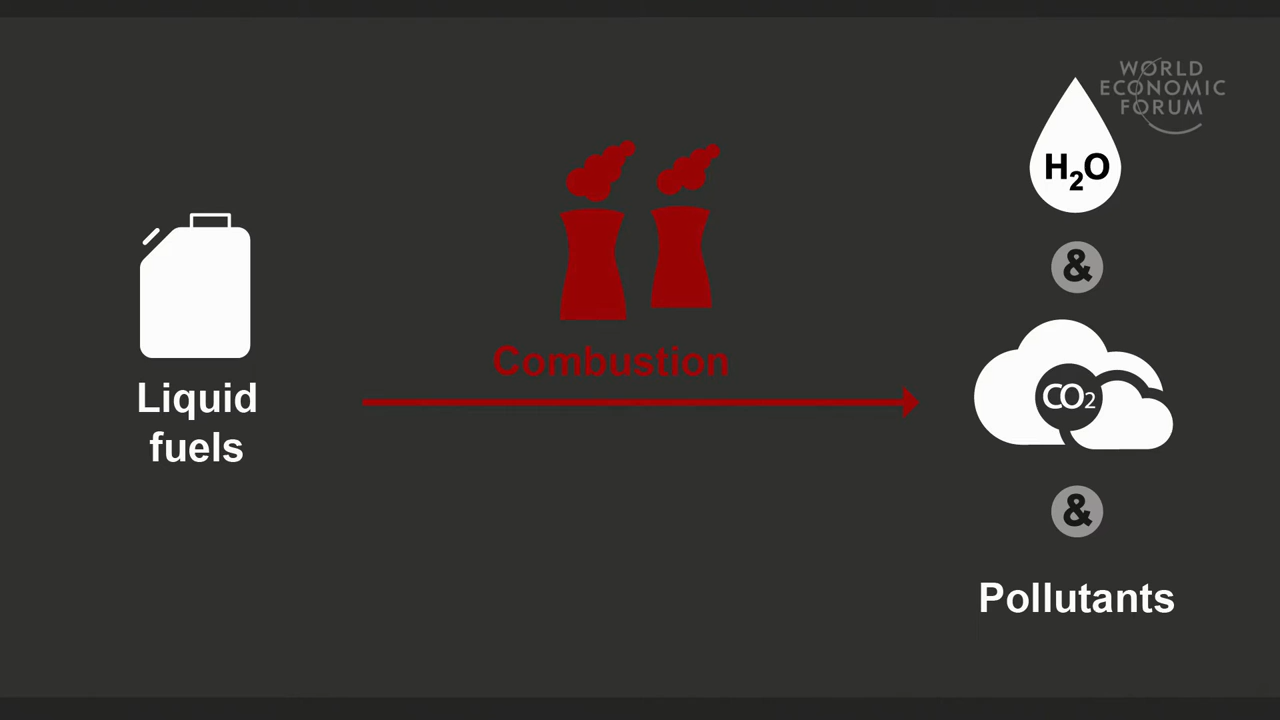 WORLD
ECONOMIC
FORUM
H₂O
&
Combustion
CO₂
Liquid
fuels
&
Pollutants